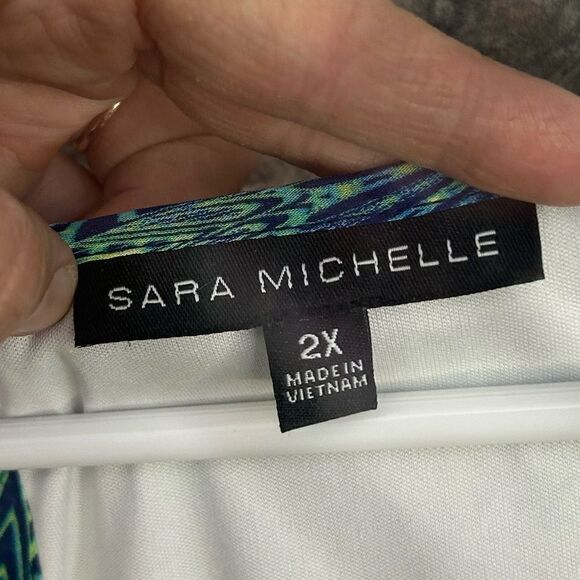 SARA MICHELLE
2X
MADE IN
VIETNAM